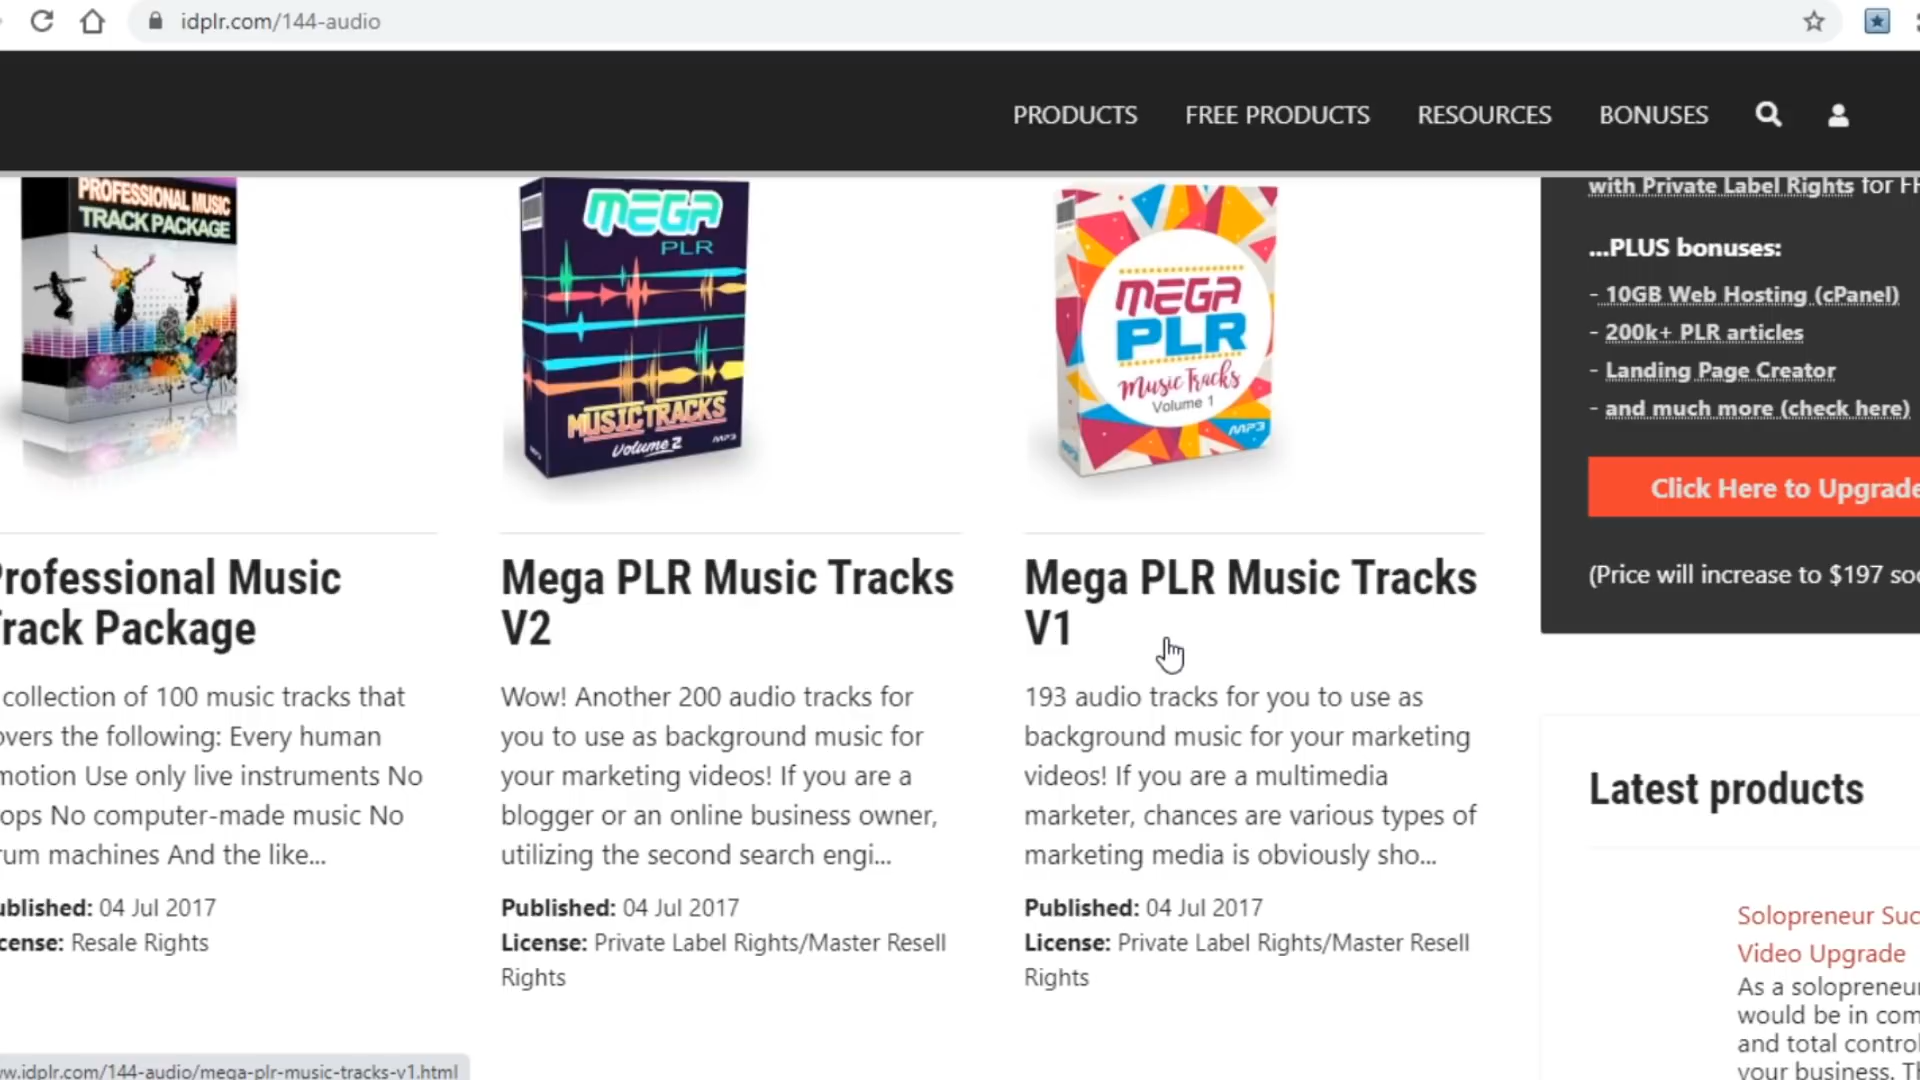 idplr.com/144-audio
PRODUCTS
FREE PRODUCTS
RESOURCES
BONUSES
PROFESSIONAL MUSIC
TRACK PACKAGE
MEGA
PLR
MUSIC TRACKS
Volume 2
MP3
MEGA
PLR
Music Tracks
Volume 1
MP3
with Private Label Rights for
...PLUS bonuses:
- 10GB Web Hosting (cPanel)
- 200k+ PLR articles
- Landing Page Creator
- and much more (check here)
Click Here to Upgrade
(Price will increase to $197
Professional Music
Track Package
collection of 100 music tracks that
overs the following: Every human
motion Use only live instruments No
ops No computer-made music No
rum machines And the like...
ublished: 04 Jul 2017
cense: Resale Rights
Mega PLR Music Tracks
V2
Wow! Another 200 audio tracks for
you to use as background music for
your marketing videos! If you are a
blogger or an online business owner,
utilizing the second search engi...
Published: 04 Jul 2017
License: Private Label Rights/Master Resell
Rights
Mega PLR Music Tracks
V1
193 audio tracks for you to use as
background music for your marketing
videos! If you are a multimedia
marketer, chances are various types of
marketing media is obviously sho...
Published: 04 Jul 2017
License: Private Label Rights/Master Resell
Rights
Latest products
Solopreneur Suc
Video Upgrade
As a solopreneur
would be in com
and total control
your business. Th
w.idplr.com/144-audio/mega-plr-music-tracks-v1.html